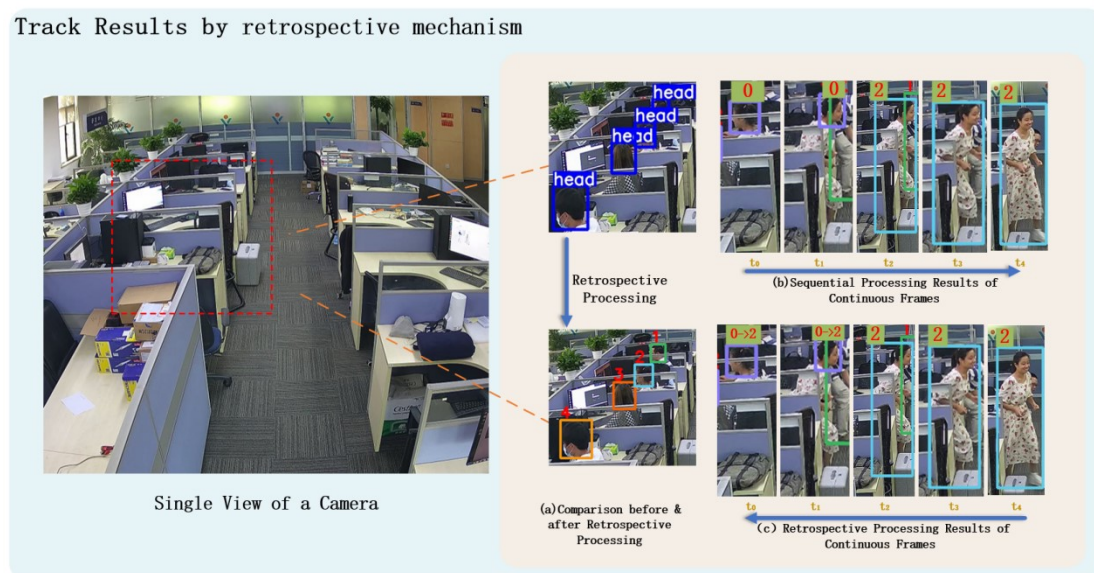 Track Results by retrospective mechanism
Single View of a Camera
head
head
head
head
Retrospective
Processing
1
2
3
4
(a)Comparison before &
after Retrospective
Processing
0
0
2
1
2
2
t₀
t₁
t₂
t₃
t₄
(b)Sequential Processing Results of
Continuous Frames
0->2
0->2
2
1
2
2
t₀
t₁
t₂
t₃
t₄
(c) Retrospective Processing Results of
Continuous Frames